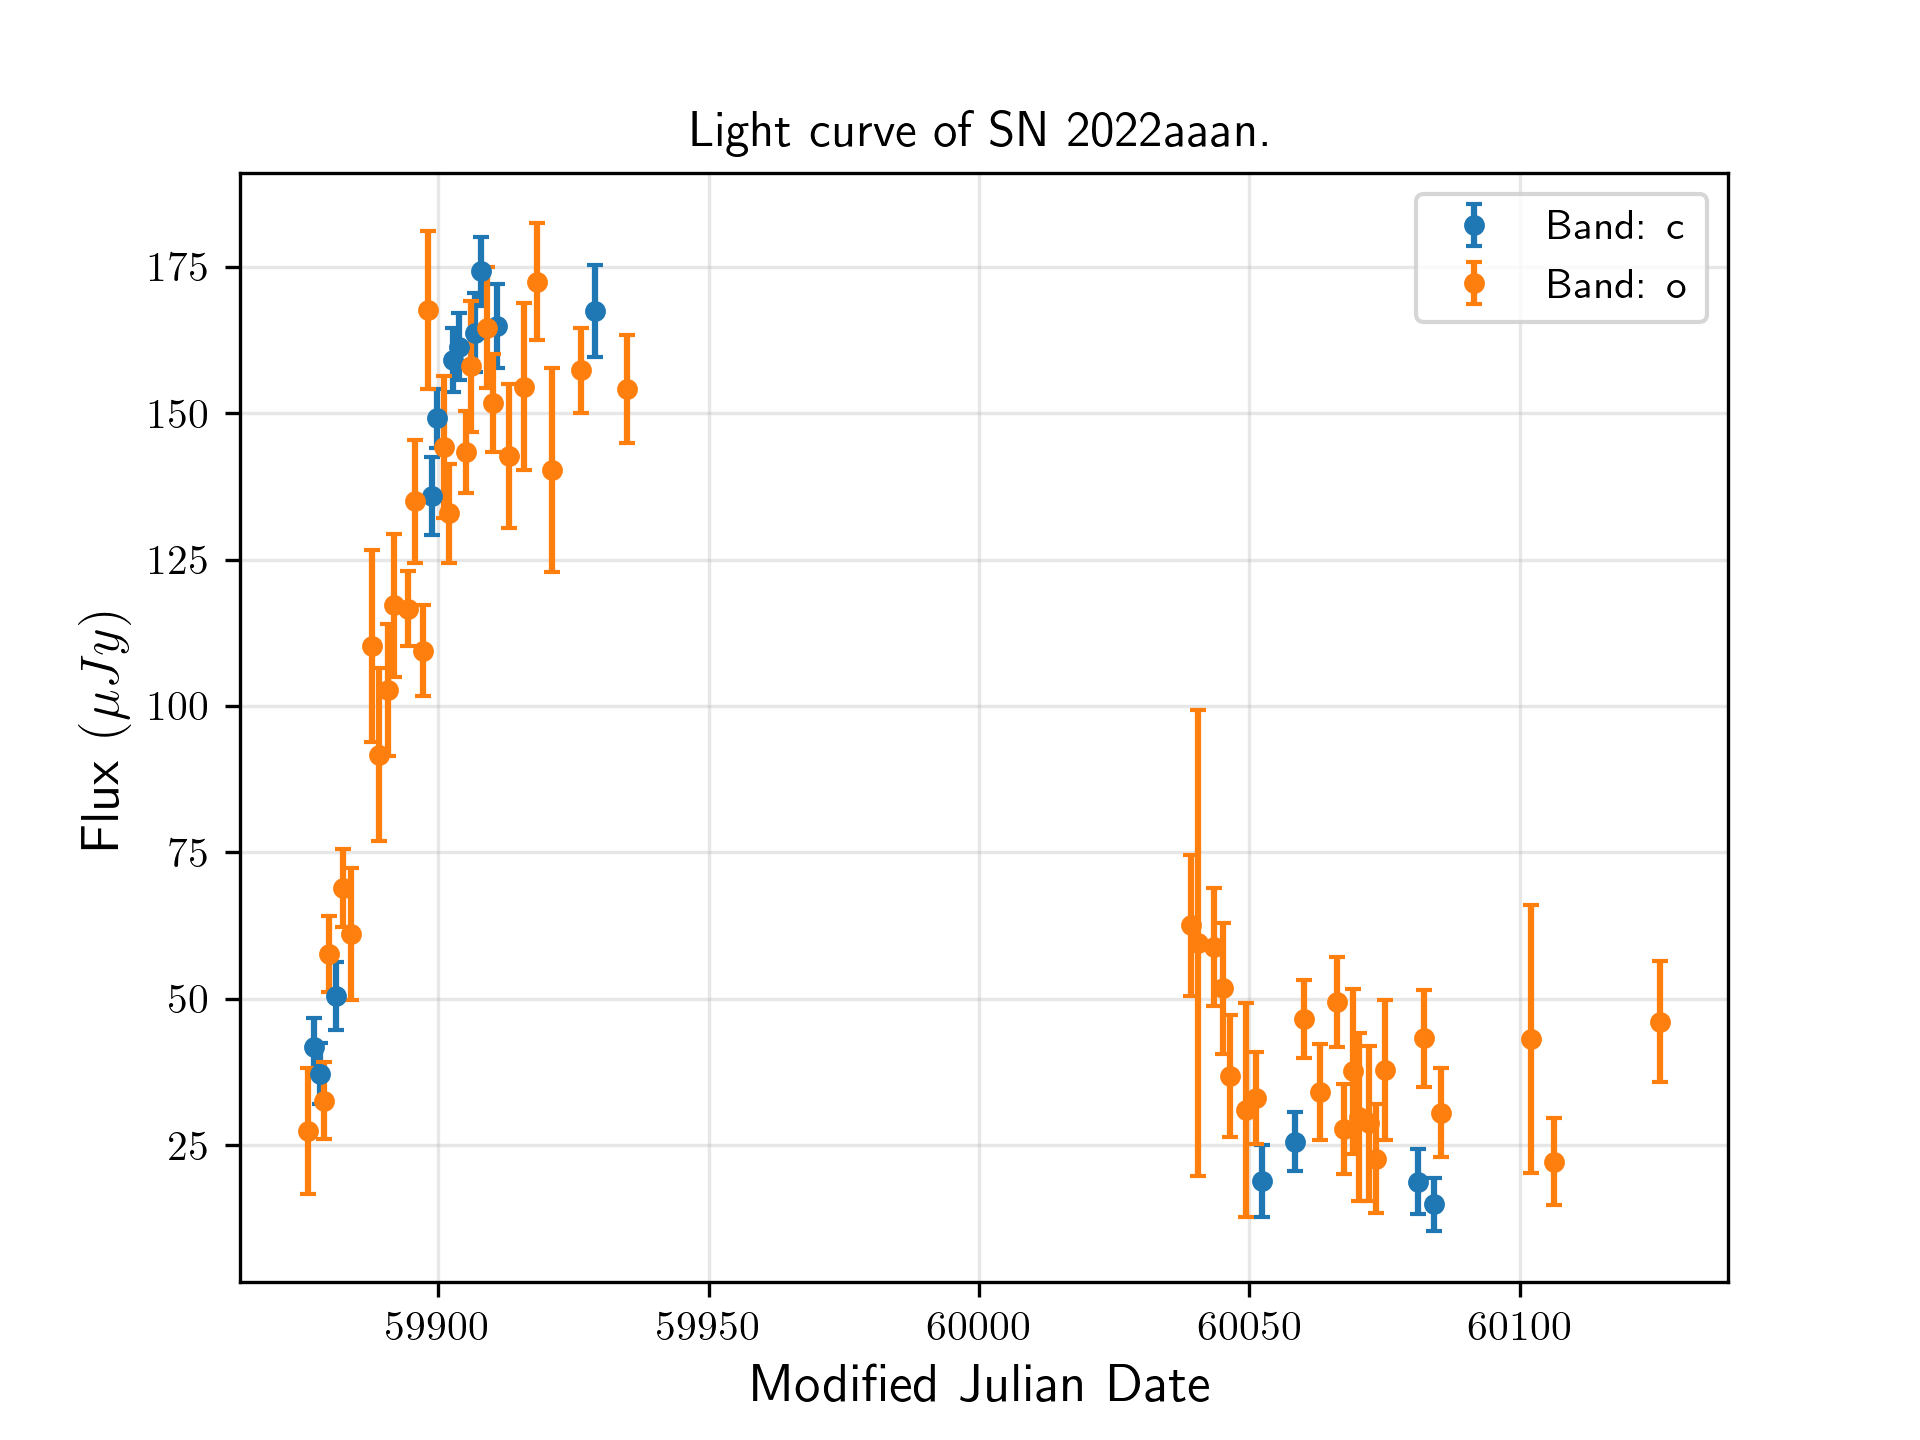 Light curve of SN 2022aaan.
Band: c
Band: o
175
150
125
100
75
50
25
Flux (μJy)
59900 59950 60000 60050 60100
Modified Julian Date